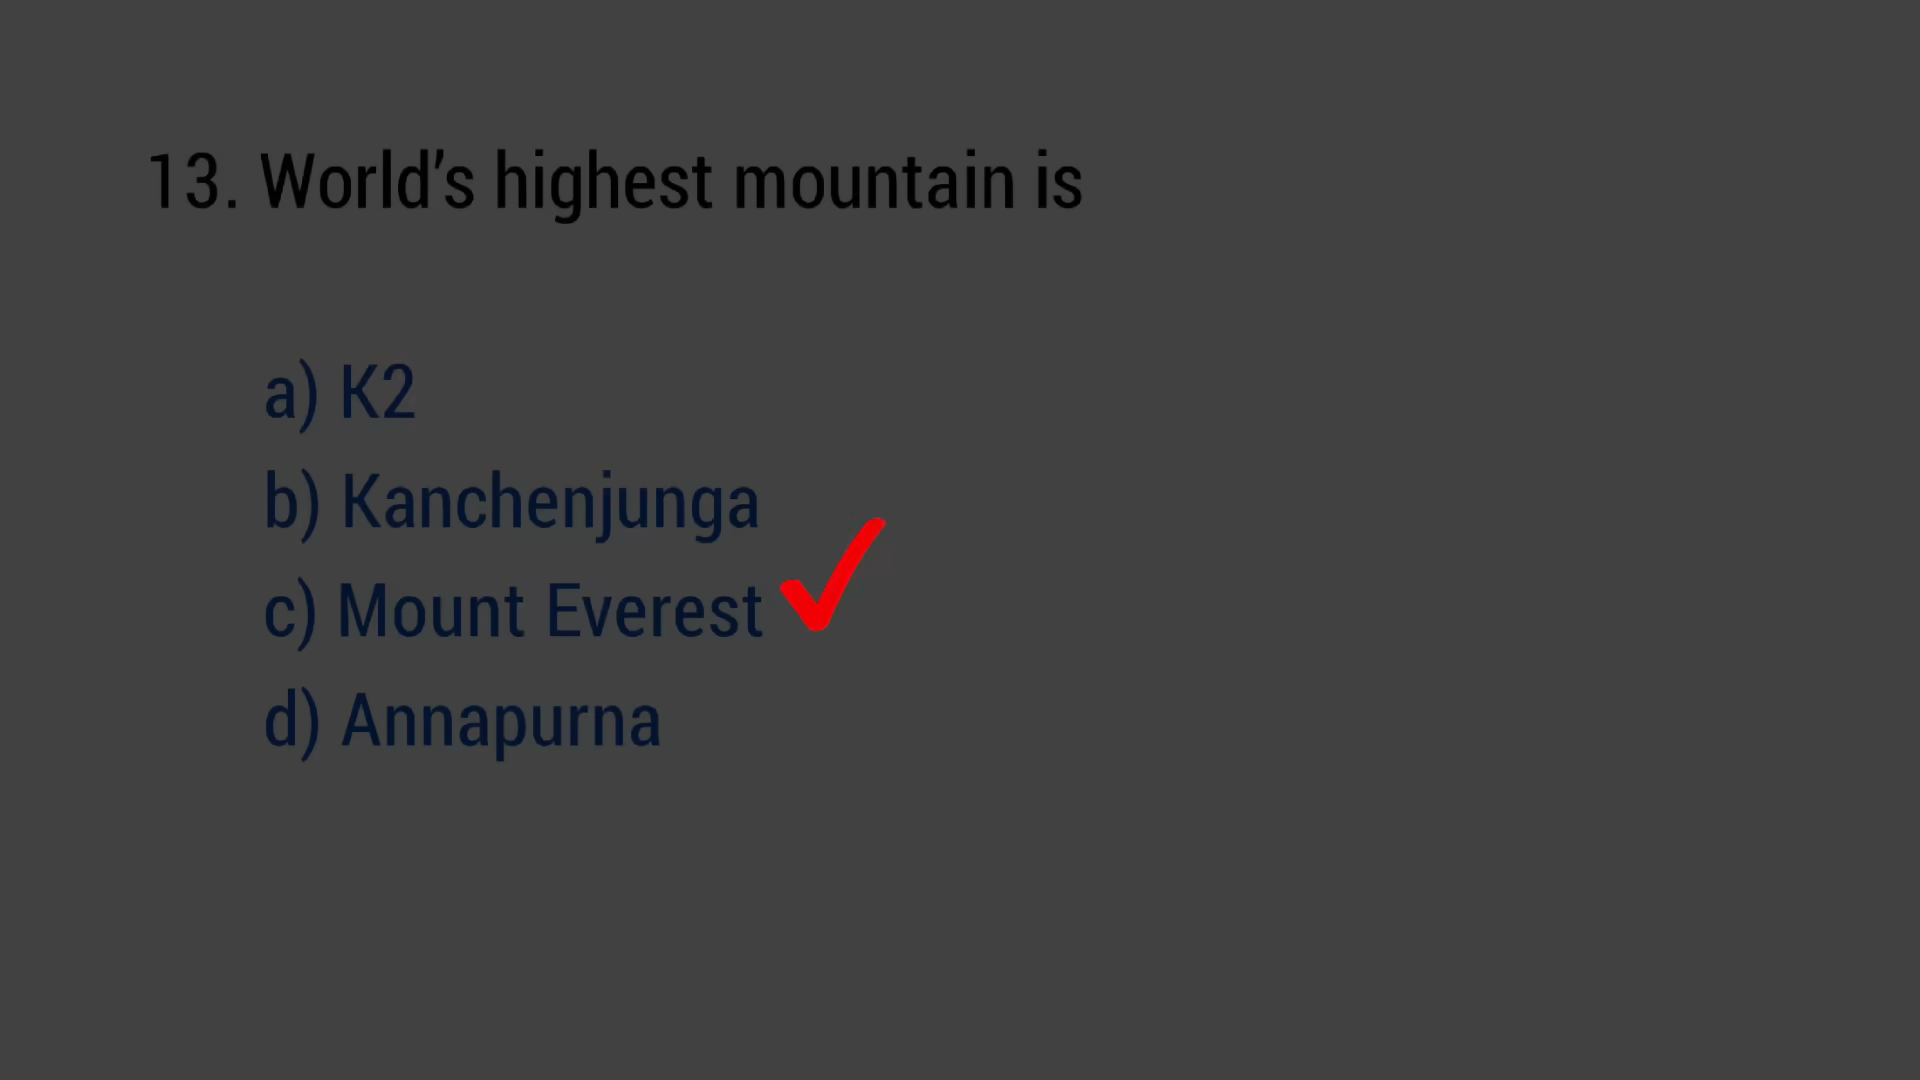 13. World’s highest mountain is
a) K2
b) Kanchenjunga
c) Mount Everest
d) Annapurna